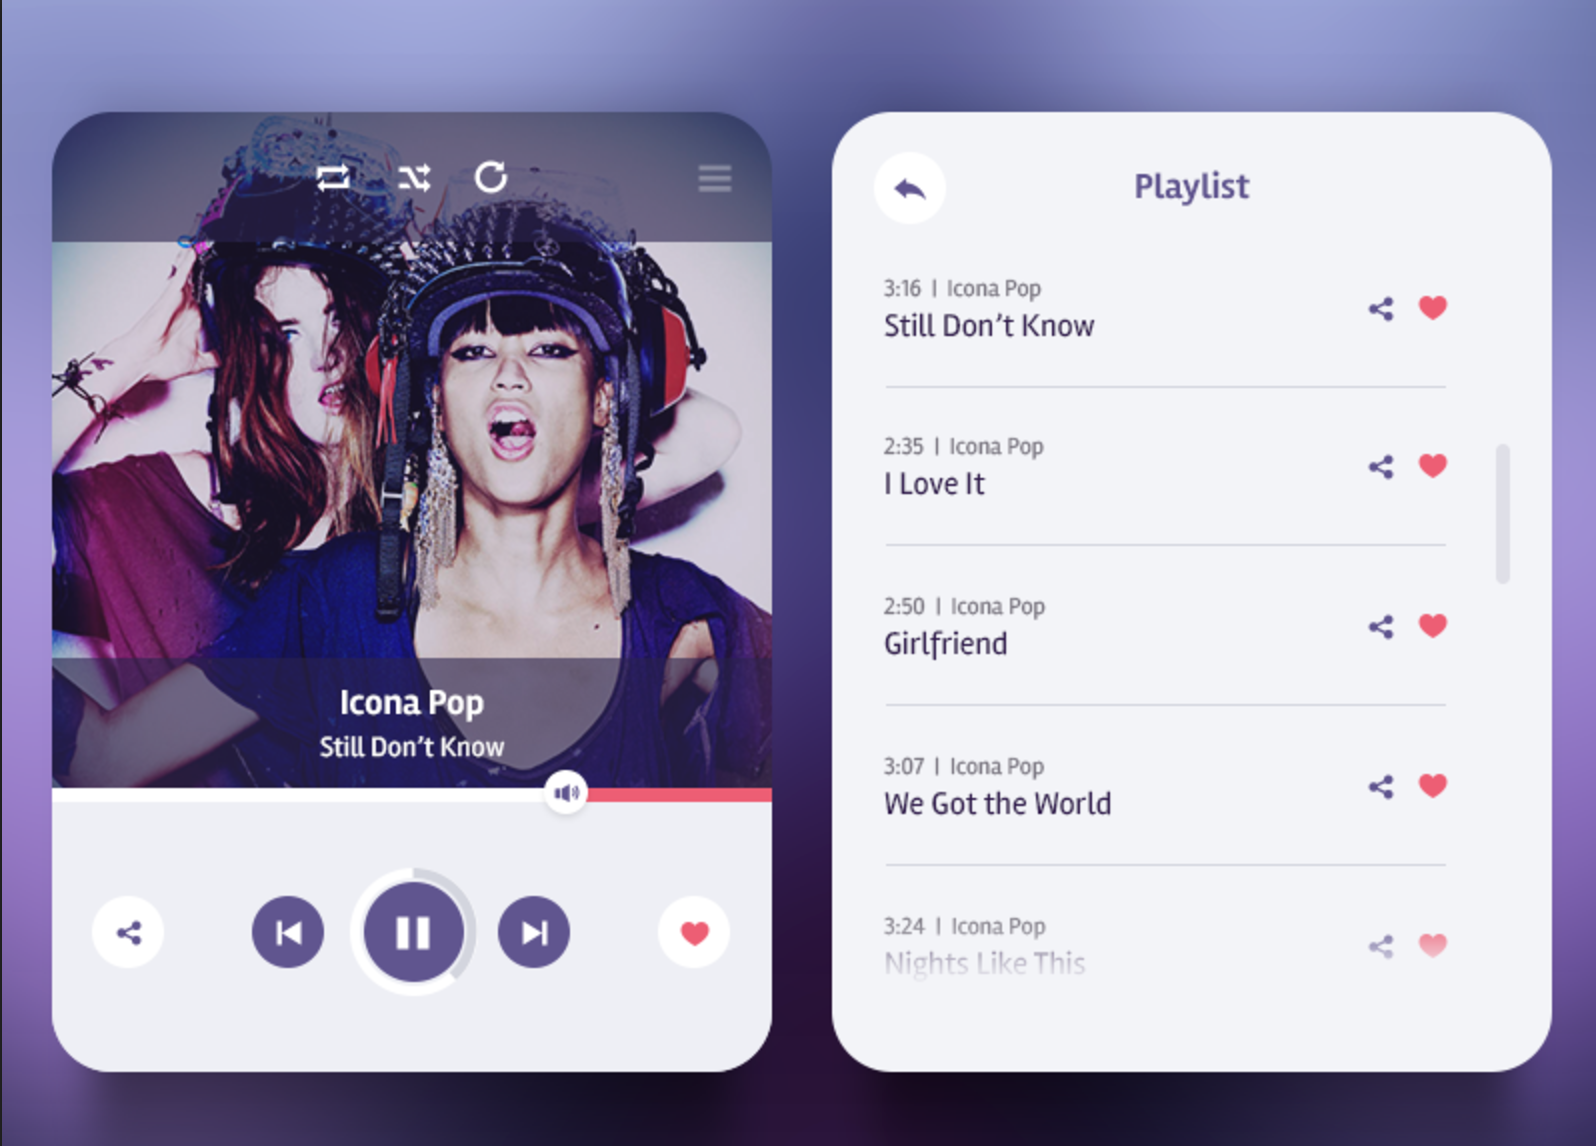 Icona Pop
Still Don’t Know
Playlist
3:16 | Icona Pop
Still Don’t Know
2:35 | Icona Pop
I Love It
2:50 | Icona Pop
Girlfriend
3:07 | Icona Pop
We Got the World
3:24 | Icona Pop
Nights Like This